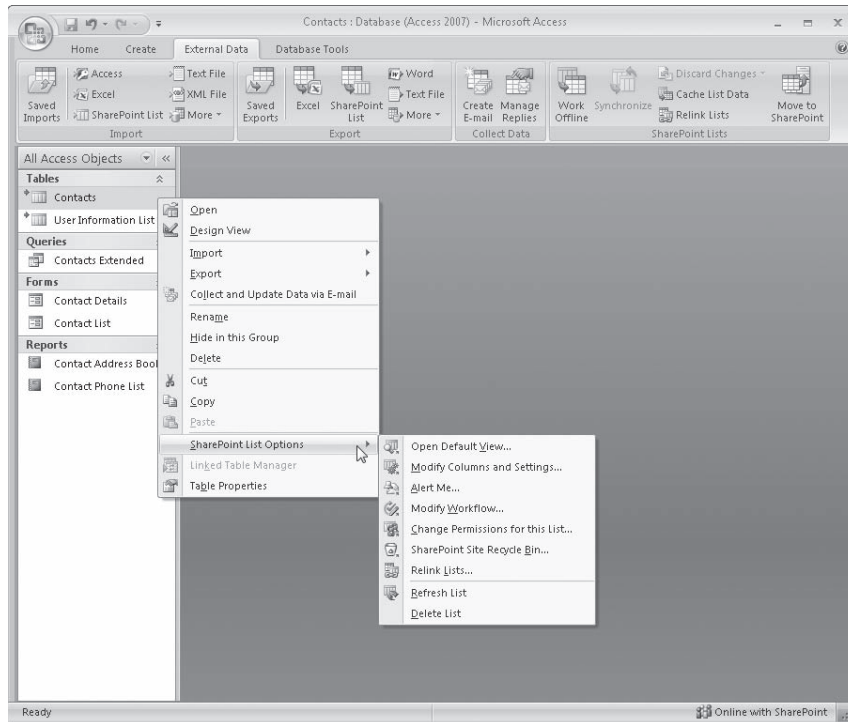 Contacts : Database (Access 2007) - Microsoft Access
Home Create External Data Database Tools
Saved Imports
Access
Excel
SharePoint List
Text File
XML File
More
Import
Saved Exports
Excel
SharePoint List
Word
Text File
More
Export
Create E-mail
Manage Replies
Collect Data
Work Offline
Synchronize
Discard Changes
Cache List Data
Relink Lists
Move to SharePoint
SharePoint Lists
All Access Objects
Tables
Contacts
User Information List
Queries
Contacts Extended
Forms
Contact Details
Contact List
Reports
Contact Address Boo
Contact Phone List
Open
Design View
Import
Export
Collect and Update Data via E-mail
Rename
Hide in this Group
Delete
Cut
Copy
Paste
SharePoint List Options
Linked Table Manager
Table Properties
Open Default View...
Modify Columns and Settings...
Alert Me...
Modify Workflow...
Change Permissions for this List...
SharePoint Site Recycle Bin...
Relink Lists...
Refresh List
Delete List
Ready
Online with SharePoint